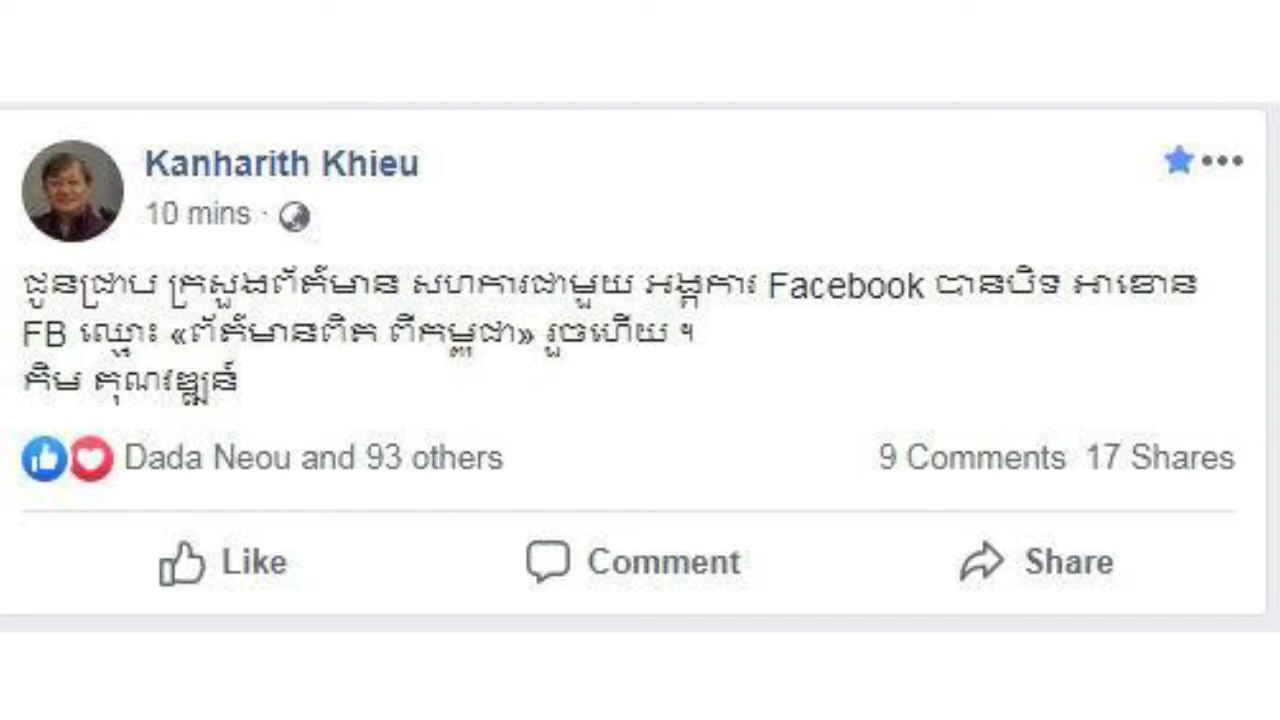 Kanharith Khieu
10 mins ·
ជូនជ្រាប ក្រសួងព័ត៌មាន សហការជាមួយ អង្គការ Facebook បានបិទ អាខោន
FB ឈ្មោះ «ព័ត៌មានពិត ពីកម្ពុជា» រួចហើយ ។
កិម គុណវឌ្ឍន៍
Dada Neou and 93 others
9 Comments 17 Shares
Like
Comment
Share